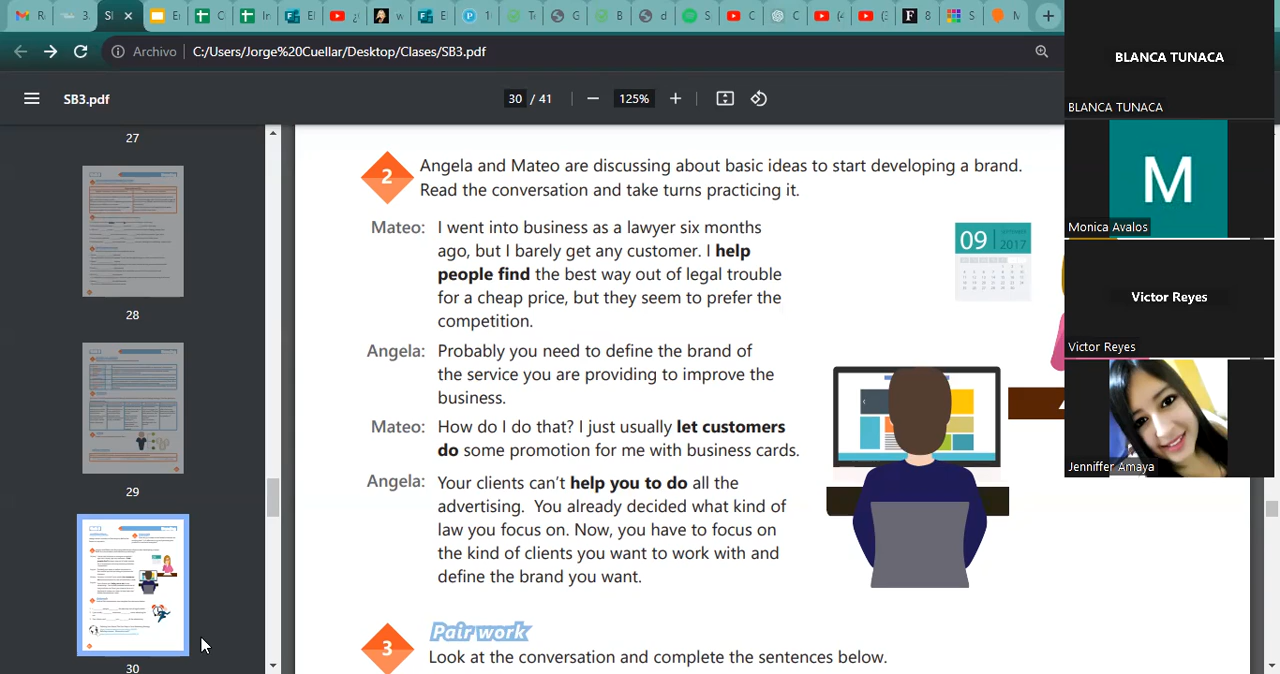 R
3.
SI
E
C
In
El
gi
w
E
1
T
G
B
d
S
C
C
(4
(3
8
S
M
Archivo C:/Users/Jorge%20Cuellar/Desktop/Clases/SB3.pdf
SB3.pdf
30 / 41
125%
27
28
29
30
2 Angela and Mateo are discussing about basic ideas to start developing a brand.
Read the conversation and take turns practicing it.
Mateo: I went into business as a lawyer six months
ago, but I barely get any customer. I help
people find the best way out of legal trouble
for a cheap price, but they seem to prefer the
competition.
Angela: Probably you need to define the brand of
the service you are providing to improve the
business.
Mateo: How do I do that? I just usually let customers
do some promotion for me with business cards.
Angela: Your clients can't help you to do all the
advertising. You already decided what kind of
law you focus on. Now, you have to focus on
the kind of clients you want to work with and
define the brand you want.
09
2017
3 Pair work
Look at the conversation and complete the sentences below.
BLANCA TUNACA
BLANCA TUNACA
M
Monica Avalos
Victor Reyes
Victor Reyes
Jenniffer Amaya